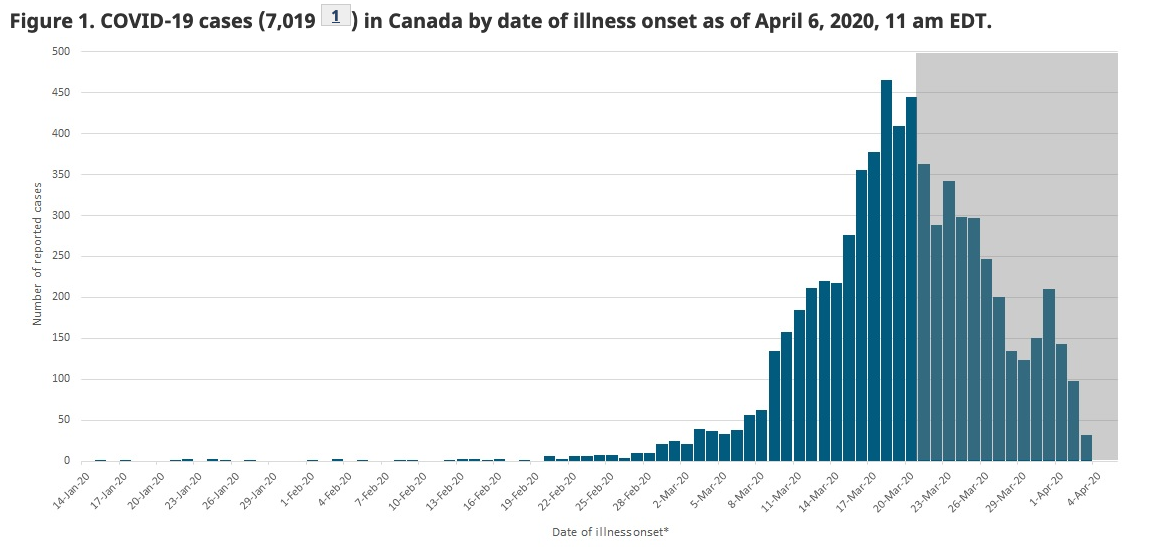 Figure 1. COVID-19 cases (7,019 1 ) in Canada by date of illness onset as of April 6, 2020, 11 am EDT.
500
450
400
350
300
250
200
150
100
50
0
Number of reported cases
14-Jan-20
17-Jan-20
20-Jan-20
23-Jan-20
26-Jan-20
29-Jan-20
1-Feb-20
4-Feb-20
7-Feb-20
10-Feb-20
13-Feb-20
16-Feb-20
19-Feb-20
22-Feb-20
25-Feb-20
28-Feb-20
2-Mar-20
5-Mar-20
8-Mar-20
11-Mar-20
14-Mar-20
17-Mar-20
20-Mar-20
23-Mar-20
26-Mar-20
29-Mar-20
1-Apr-20
4-Apr-20
Date of illness onset*